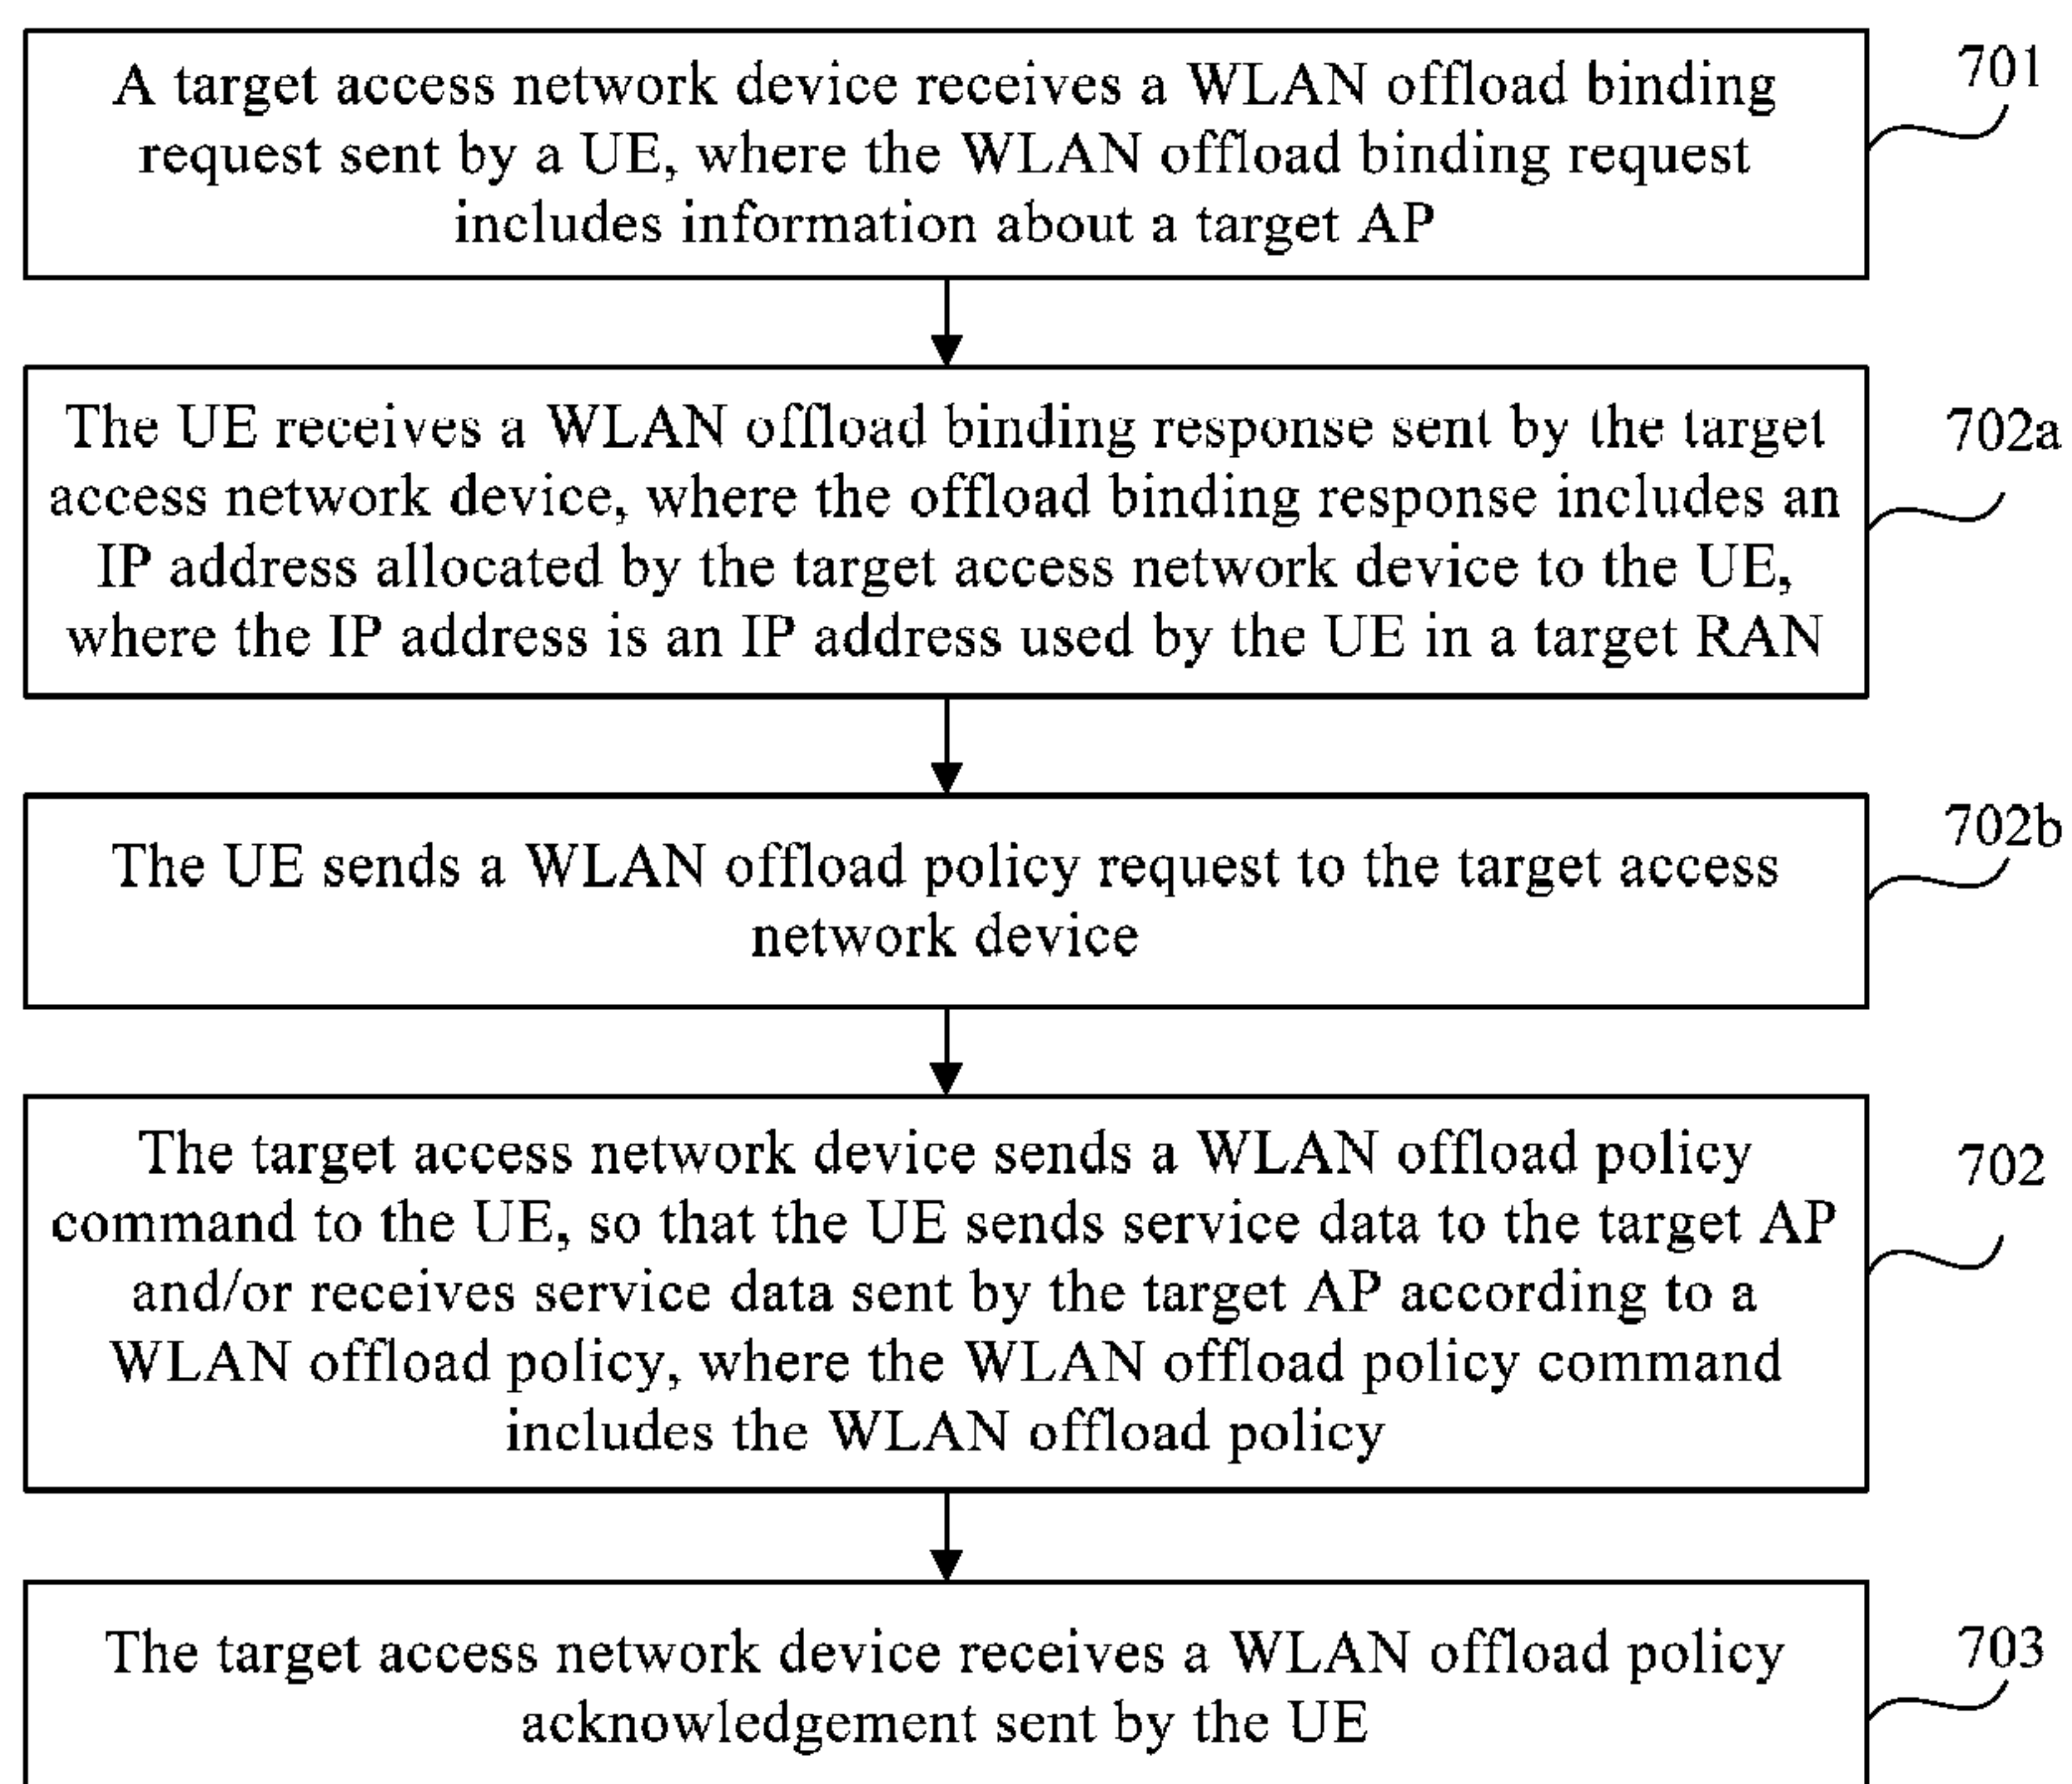 A target access network device receives a WLAN offload binding
request sent by a UE, where the WLAN offload binding request
includes information about a target AP
701
The UE receives a WLAN offload binding response sent by the target
access network device, where the offload binding response includes an
IP address allocated by the target access network device to the UE,
where the IP address is an IP address used by the UE in a target RAN
702a
The UE sends a WLAN offload policy request to the target access
network device
702b
The target access network device sends a WLAN offload policy
command to the UE, so that the UE sends service data to the target AP
and/or receives service data sent by the target AP according to a
WLAN offload policy, where the WLAN offload policy command
includes the WLAN offload policy
702
The target access network device receives a WLAN offload policy
acknowledgement sent by the UE
703